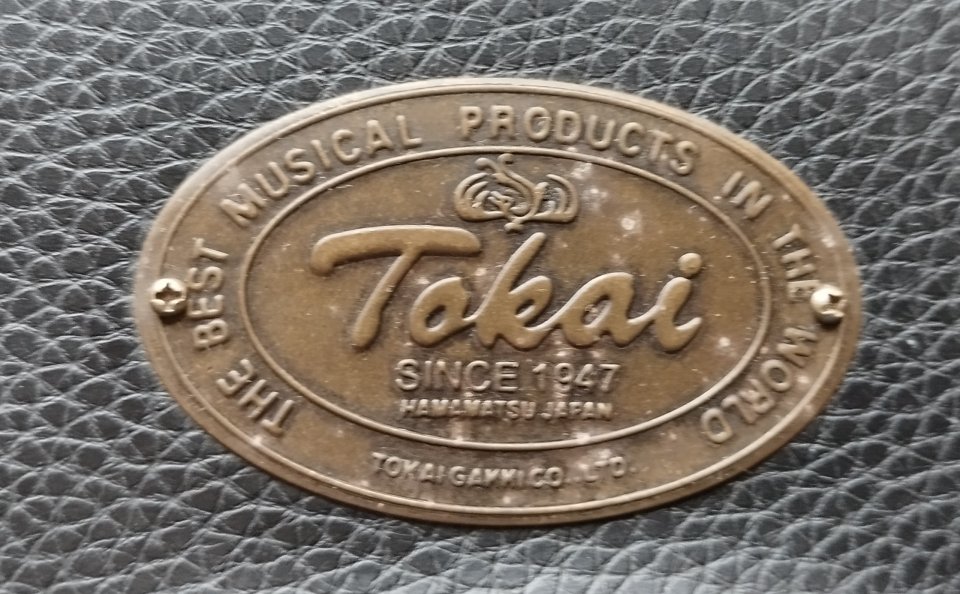 THE BEST MUSICAL PRODUCTS IN THE WORLD
Tokai
SINCE 1947
HAMAMATSU JAPAN
TOKAI GAKKI.CO. LTD.